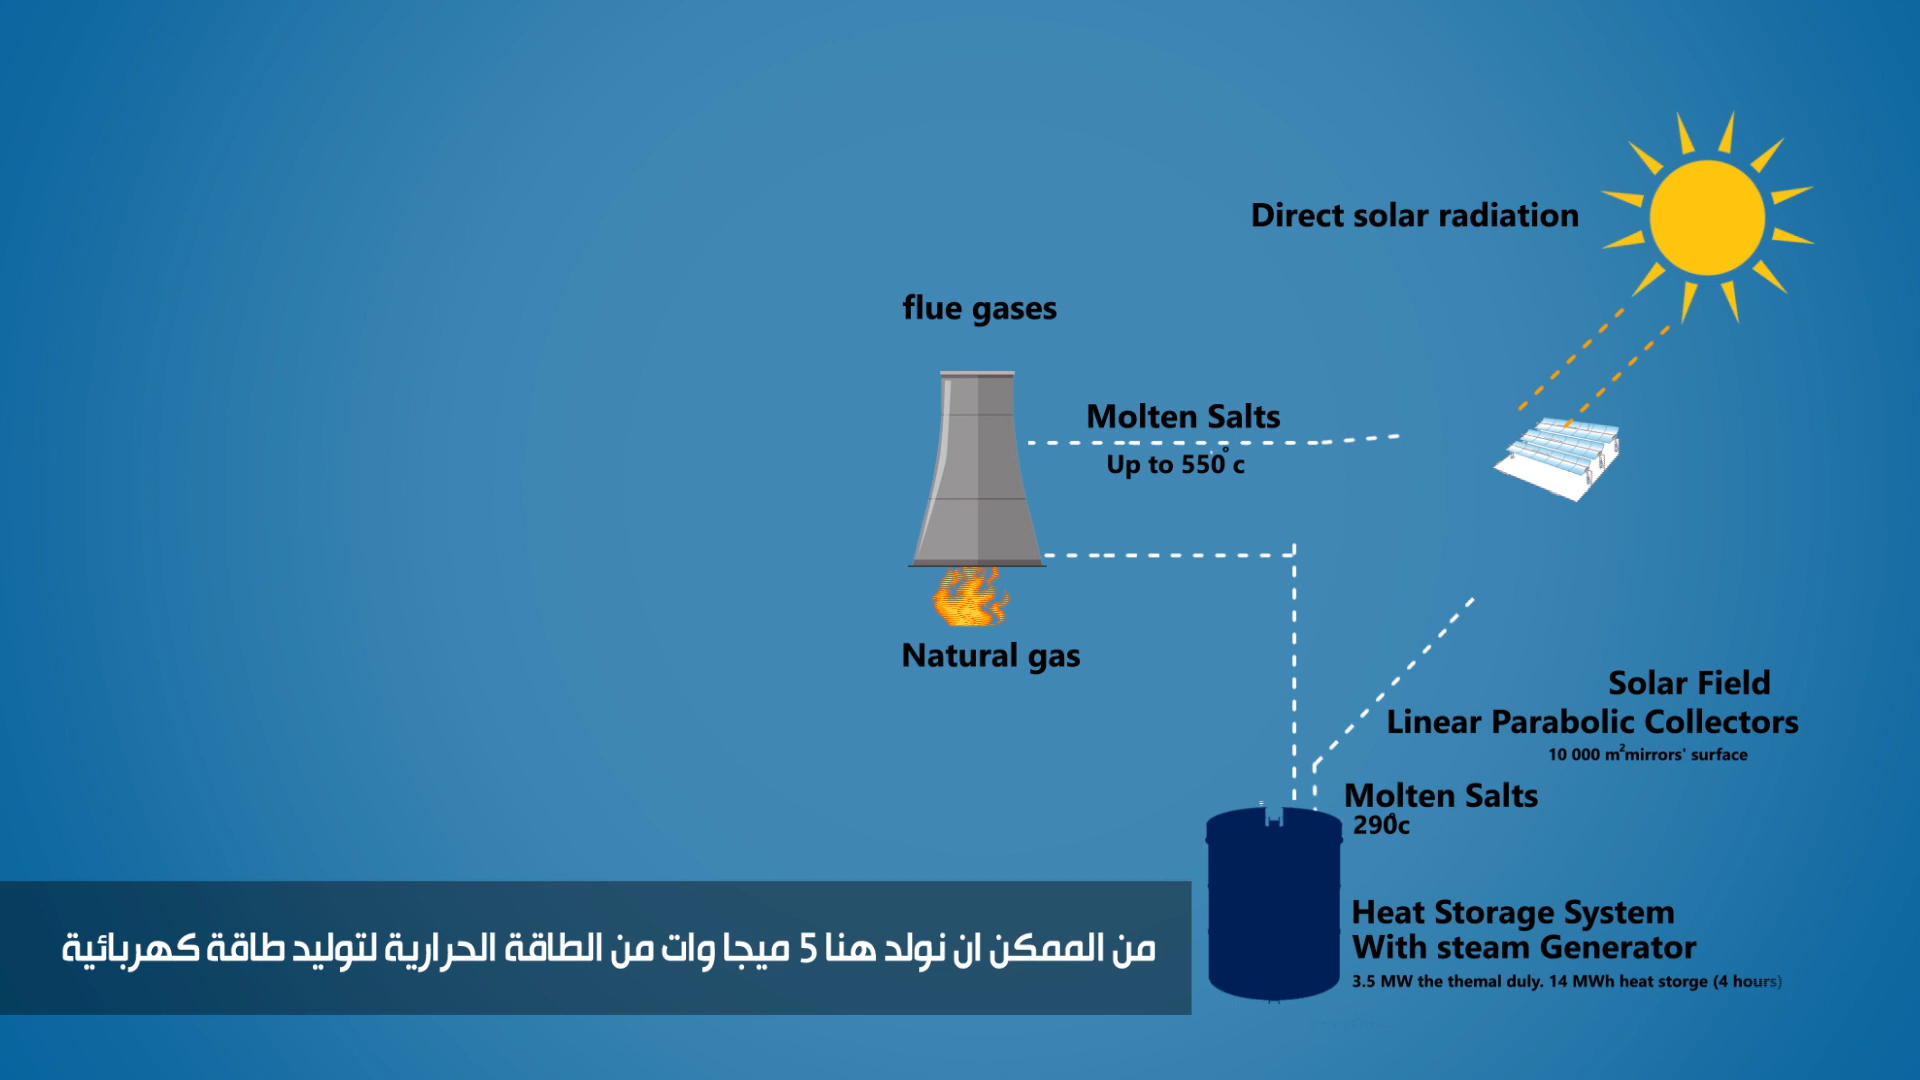 Direct solar radiation
flue gases
Molten Salts
Up to 550°c
Natural gas
Solar Field
Linear Parabolic Collectors
10 000 m²mirrors' surface
Molten Salts
290°c
Heat Storage System
With steam Generator
3.5 MW the themal duly. 14 MWh heat storge (4 hours)
من الممكن ان نولد هنا 5 ميجا وات من الطاقة الحرارية لتوليد طاقة كهربائية